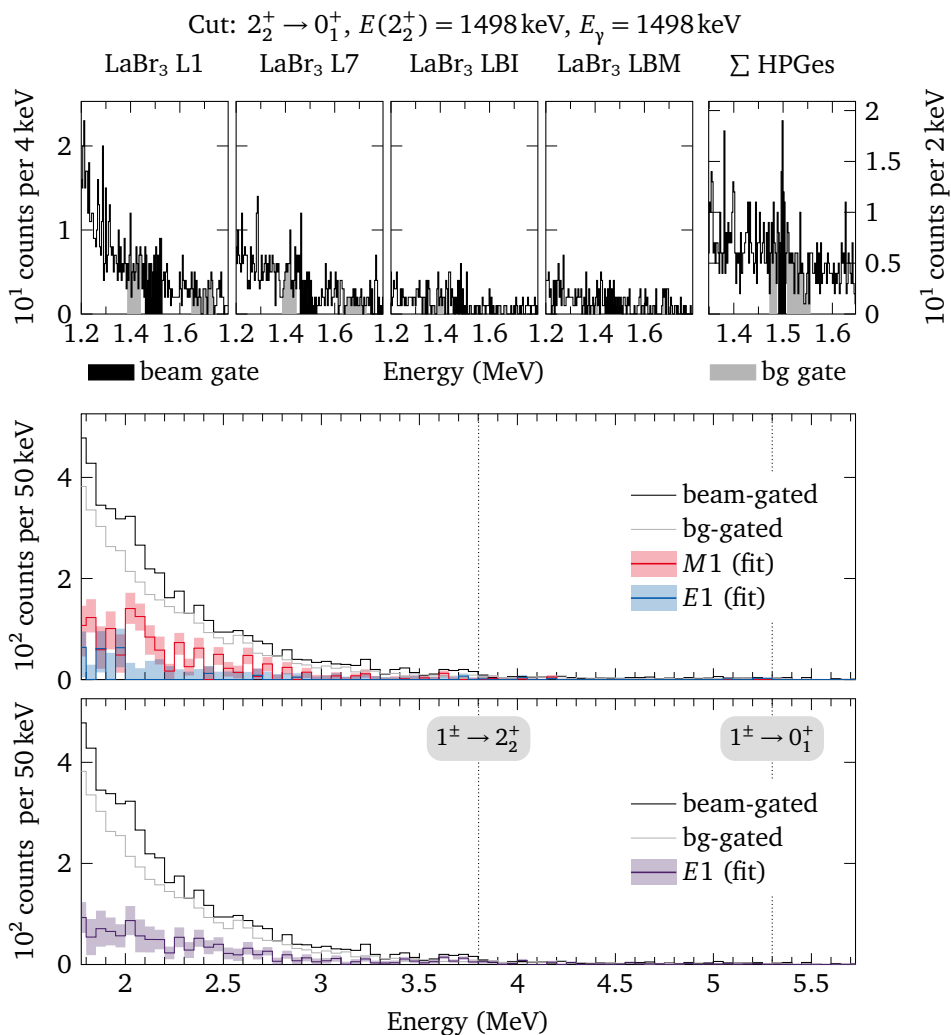 Cut: 2₂⁺ → 0₁⁺, E(2₂⁺) = 1498 keV, Eᵧ = 1498 keV
LaBr₃ L1 LaBr₃ L7 LaBr₃ LBI LaBr₃ LBM ∑ HPGes
10¹ counts per 4 keV
2
1
0
2
1.5
1
0.5
0
10¹ counts per 2 keV
1.2 1.4 1.6 1.2 1.4 1.6 1.2 1.4 1.6 1.2 1.4 1.6 1.4 1.5 1.6
beam gate Energy (MeV) bg gate
10² counts per 50 keV
4
2
0
beam-gated
bg-gated
M1 (fit)
E1 (fit)
10² counts per 50 keV
4
2
0
1± → 2₂⁺ 1± → 0₁⁺
beam-gated
bg-gated
E1 (fit)
2 2.5 3 3.5 4 4.5 5 5.5
Energy (MeV)